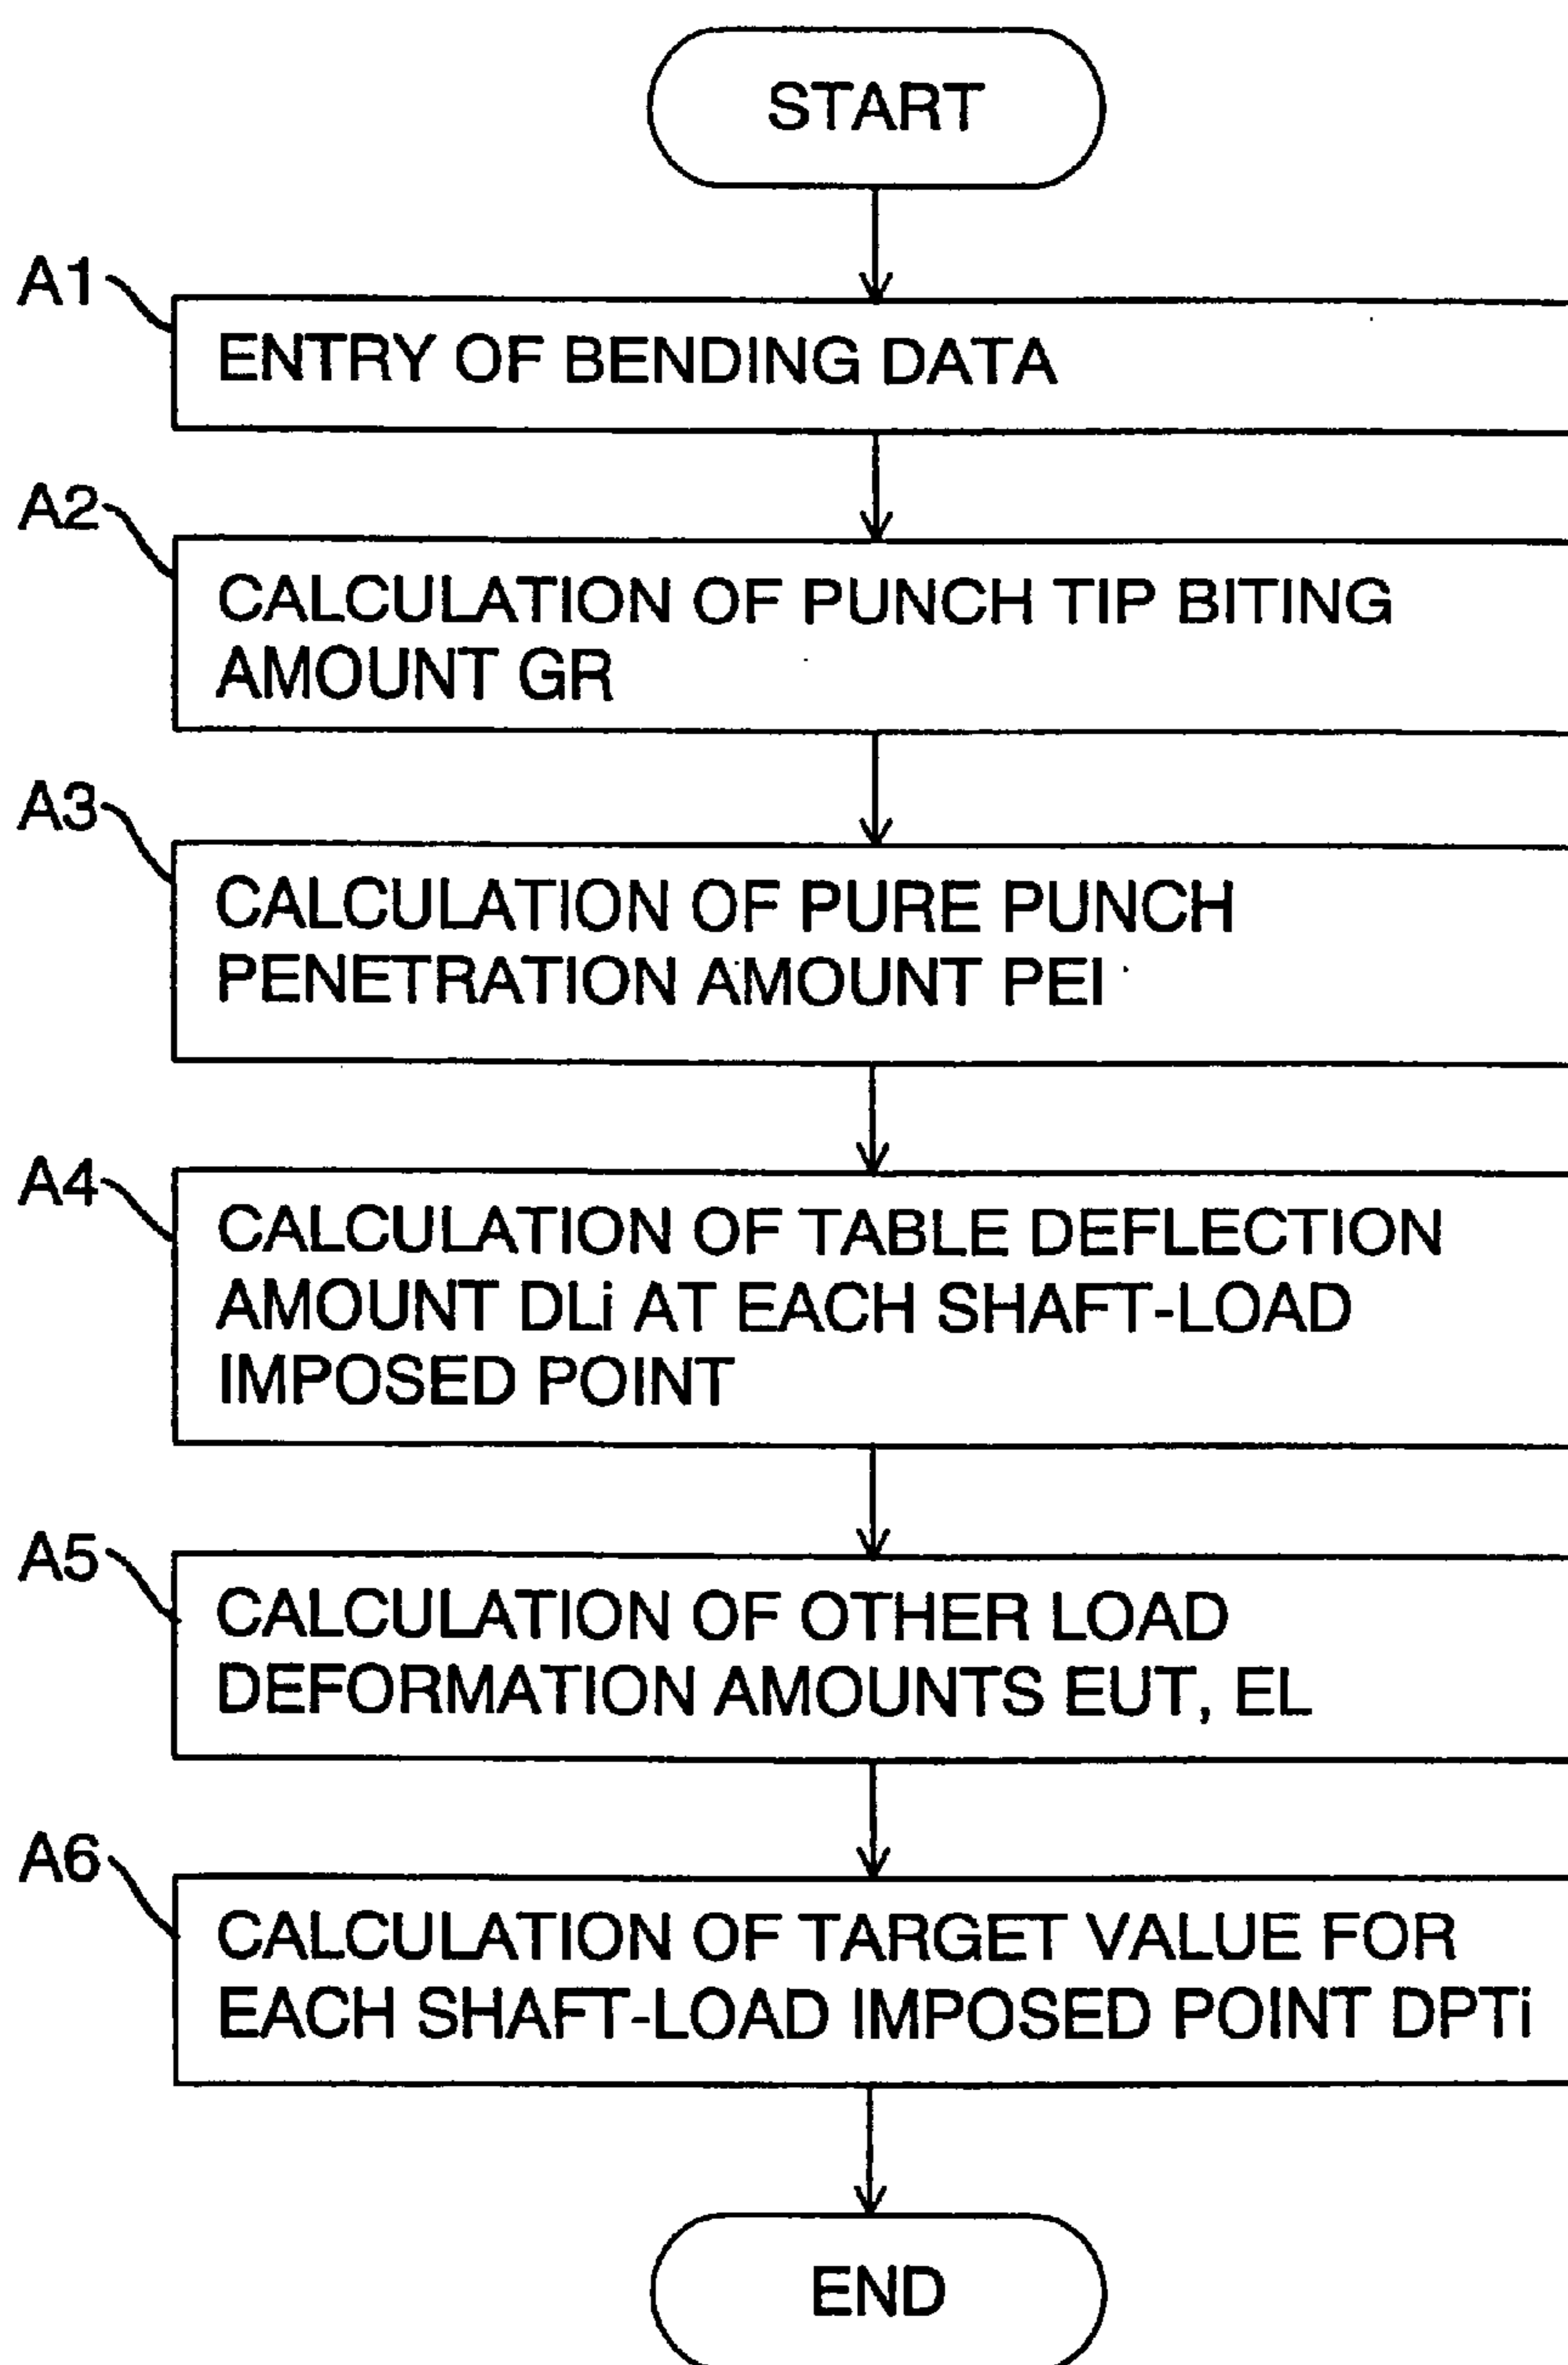 START
A1
ENTRY OF BENDING DATA
A2
CALCULATION OF PUNCH TIP BITING
AMOUNT GR
A3
CALCULATION OF PURE PUNCH
PENETRATION AMOUNT PEI
A4
CALCULATION OF TABLE DEFLECTION
AMOUNT DLi AT EACH SHAFT-LOAD
IMPOSED POINT
A5
CALCULATION OF OTHER LOAD
DEFORMATION AMOUNTS EUT, EL
A6
CALCULATION OF TARGET VALUE FOR
EACH SHAFT-LOAD IMPOSED POINT DPTi
END